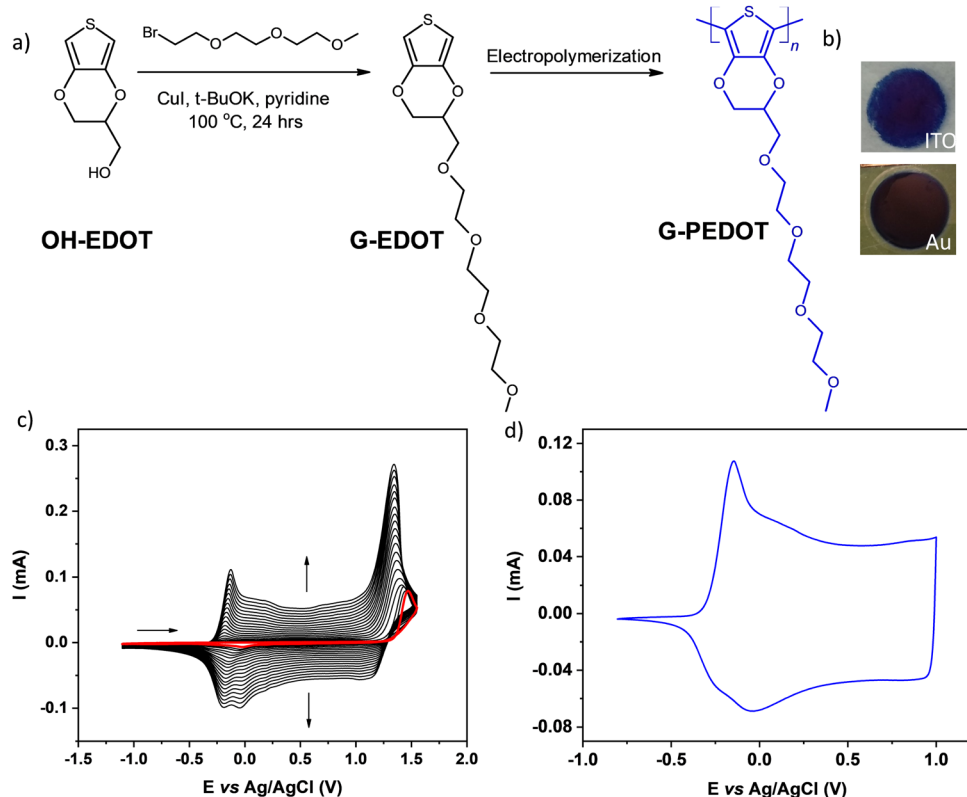 a)
S
O
O
HO
OH-EDOT
Br
O
O
O
CuI, t-BuOK, pyridine
100 °C, 24 hrs
S
O
O
O
O
O
O
G-EDOT
Electropolymerization
S
n
O
O
O
O
O
O
G-PEDOT
b)
ITO
Au
c)
0.3
0.2
0.1
0.0
-0.1
I (mA)
-1.5 -1.0 -0.5 0.0 0.5 1.0 1.5 2.0
E vs Ag/AgCl (V)
d)
0.12
0.08
0.04
0.00
-0.04
-0.08
I (mA)
-1.0 -0.5 0.0 0.5 1.0
E vs Ag/AgCl (V)